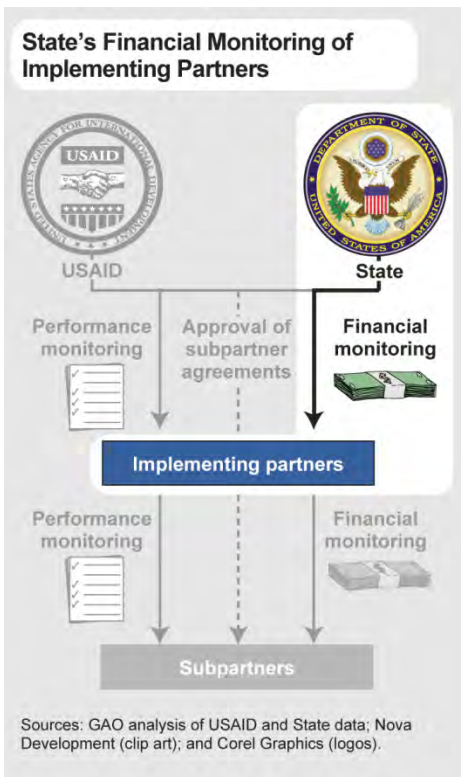 State's Financial Monitoring of
Implementing Partners
UNITED STATES AGENCY FOR INTERNATIONAL DEVELOPMENT
USAID
DEPARTMENT OF STATE
UNITED STATES OF AMERICA
USAID
State
Performance
monitoring
Approval of
subpartner
agreements
Financial
monitoring
Implementing partners
Performance
monitoring
Financial
monitoring
Subpartners
Sources: GAO analysis of USAID and State data; Nova
Development (clip art); and Corel Graphics (logos).